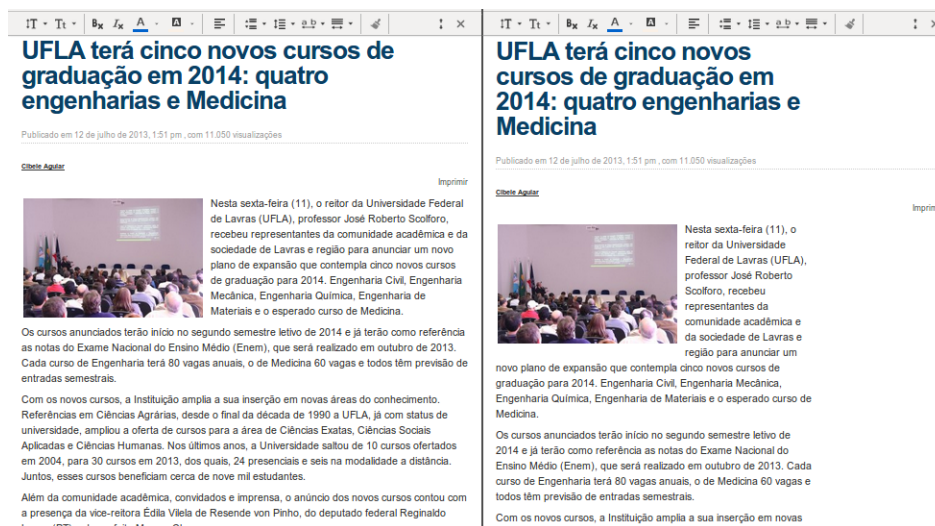 UFLA terá cinco novos cursos de
graduação em 2014: quatro
engenharias e Medicina
Publicado em 12 de julho de 2013, 1:51 pm , com 11.050 visualizações
Cibele Aguiar
Imprimir
Nesta sexta-feira (11), o reitor da Universidade Federal
de Lavras (UFLA), professor José Roberto Scolforo,
recebeu representantes da comunidade acadêmica e da
sociedade de Lavras e região para anunciar um novo
plano de expansão que contempla cinco novos cursos
de graduação para 2014. Engenharia Civil, Engenharia
Mecânica, Engenharia Química, Engenharia de
Materiais e o esperado curso de Medicina.
Os cursos anunciados terão início no segundo semestre letivo de 2014 e já terão como referência
as notas do Exame Nacional do Ensino Médio (Enem), que será realizado em outubro de 2013.
Cada curso de Engenharia terá 80 vagas anuais, o de Medicina 60 vagas e todos têm previsão de
entradas semestrais.
Com os novos cursos, a Instituição amplia a sua inserção em novas áreas do conhecimento.
Referências em Ciências Agrárias, desde o final da década de 1990 a UFLA, já com status de
universidade, ampliou a oferta de cursos para a área de Ciências Exatas, Ciências Sociais
Aplicadas e Ciências Humanas. Nos últimos anos, a Universidade saltou de 10 cursos ofertados
em 2004, para 30 cursos em 2013, dos quais, 24 presenciais e seis na modalidade a distância.
Juntos, esses cursos beneficiam cerca de nove mil estudantes.
Além da comunidade acadêmica, convidados e imprensa, o anúncio dos novos cursos contou com
a presença da vice-reitora Édila Vilela de Resende von Pinho, do deputado federal Reginaldo
UFLA terá cinco novos
cursos de graduação em
2014: quatro engenharias e
Medicina
Publicado em 12 de julho de 2013, 1:51 pm , com 11.050 visualizações
Cibele Aguiar
Imprim
Nesta sexta-feira (11), o
reitor da Universidade
Federal de Lavras (UFLA),
professor José Roberto
Scolforo, recebeu
representantes da
comunidade acadêmica e
da sociedade de Lavras e
região para anunciar um
novo plano de expansão que contempla cinco novos cursos de
graduação para 2014. Engenharia Civil, Engenharia Mecânica,
Engenharia Química, Engenharia de Materiais e o esperado curso de
Medicina.
Os cursos anunciados terão início no segundo semestre letivo de
2014 e já terão como referência as notas do Exame Nacional do
Ensino Médio (Enem), que será realizado em outubro de 2013. Cada
curso de Engenharia terá 80 vagas anuais, o de Medicina 60 vagas e
todos têm previsão de entradas semestrais.
Com os novos cursos, a Instituição amplia a sua inserção em novas